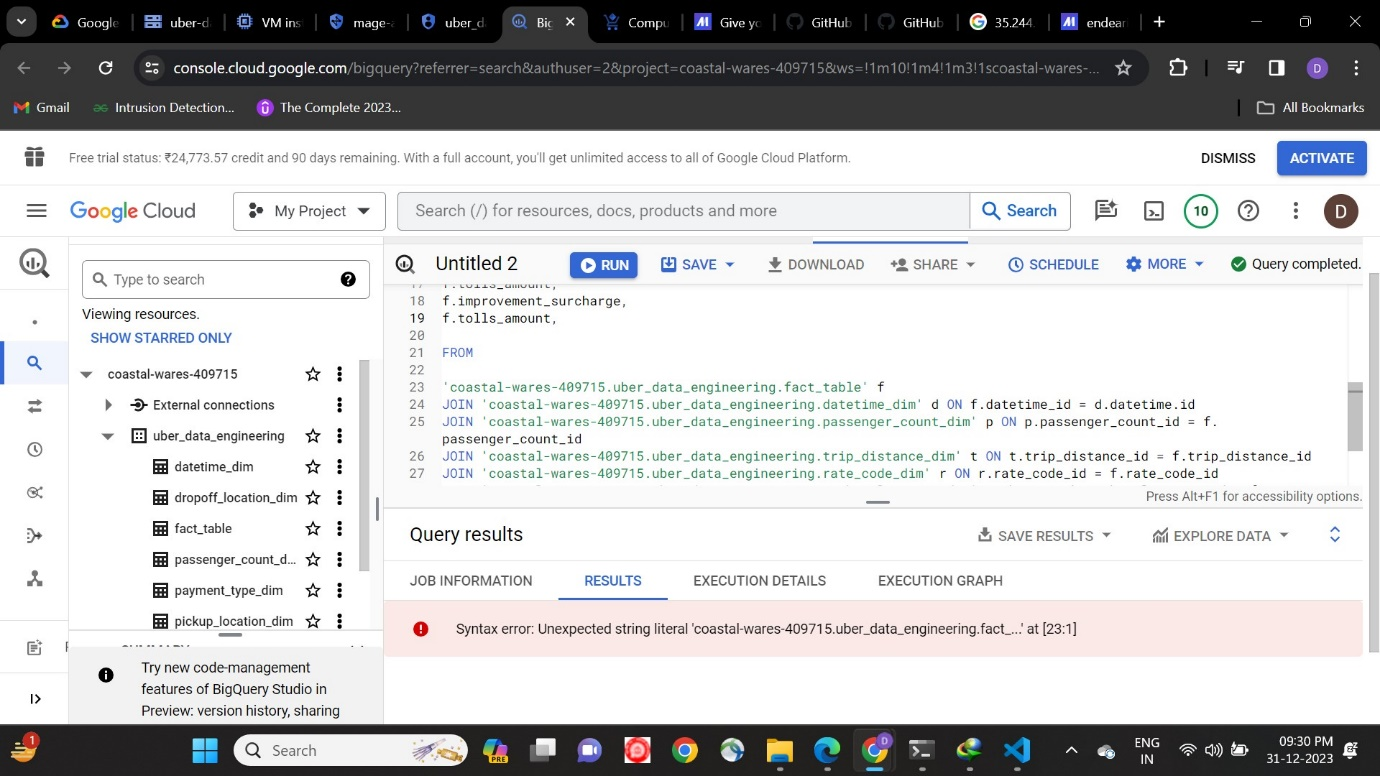 Google
uber-d
VM ins
mage-
uber_d
Big
Compu
Give yo
GitHub
GitHub
35.244.
endear
console.cloud.google.com/bigquery?referrer=search&authuser=2&project=coastal-wares-409715&ws=!1m10!1m4!1m3!1scoastal-wares-...
D
Gmail
Intrusion Detection...
The Complete 2023...
All Bookmarks
Free trial status: ₹24,773.57 credit and 90 days remaining. With a full account, you'll get unlimited access to all of Google Cloud Platform.
DISMISS
ACTIVATE
Google Cloud
My Project
Search (/) for resources, docs, products and more
Search
10
D
Untitled 2
RUN
SAVE
DOWNLOAD
SHARE
SCHEDULE
MORE
Query completed.
Type to search
Viewing resources.
SHOW STARRED ONLY
coastal-wares-409715
External connections
uber_data_engineering
datetime_dim
dropoff_location_dim
fact_table
passenger_count_d...
payment_type_dim
pickup_location_dim
SUMMARY
Try new code-management
features of BigQuery Studio in
Preview: version history, sharing
17 f.tolls_amount,
18 f.improvement_surcharge,
19 f.tolls_amount,
20
21 FROM
22
23 'coastal-wares-409715.uber_data_engineering.fact_table' f
24 JOIN 'coastal-wares-409715.uber_data_engineering.datetime_dim' d ON f.datetime_id = d.datetime.id
25 JOIN 'coastal-wares-409715.uber_data_engineering.passenger_count_dim' p ON p.passenger_count_id = f.
passenger_count_id
26 JOIN 'coastal-wares-409715.uber_data_engineering.trip_distance_dim' t ON t.trip_distance_id = f.trip_distance_id
27 JOIN 'coastal-wares-409715.uber_data_engineering.rate_code_dim' r ON r.rate_code_id = f.rate_code_id
Press Alt+F1 for accessibility options.
Query results
SAVE RESULTS
EXPLORE DATA
JOB INFORMATION
RESULTS
EXECUTION DETAILS
EXECUTION GRAPH
Syntax error: Unexpected string literal 'coastal-wares-409715.uber_data_engineering.fact_...' at [23:1]
1
Search
PRE
D
ENG
IN
09:30 PM
31-12-2023